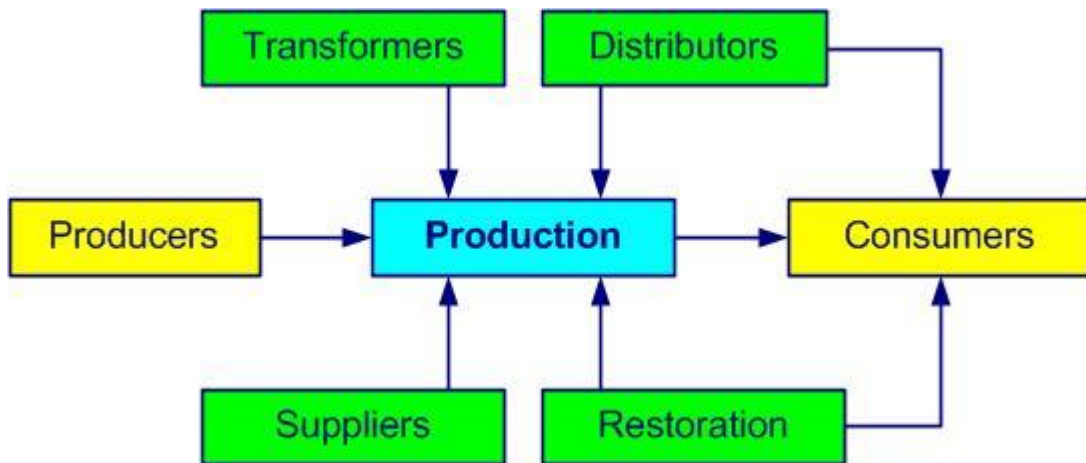 Transformers
Distributors
Producers
Production
Consumers
Suppliers
Restoration